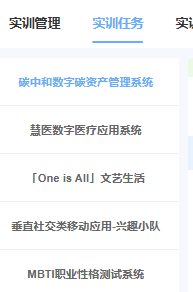 实训管理 实训任务 实
碳中和数字碳资产管理系统
慧医数字医疗应用系统
「One is All」文艺生活
垂直社交类移动应用-兴趣小队
MBTI职业性格测试系统